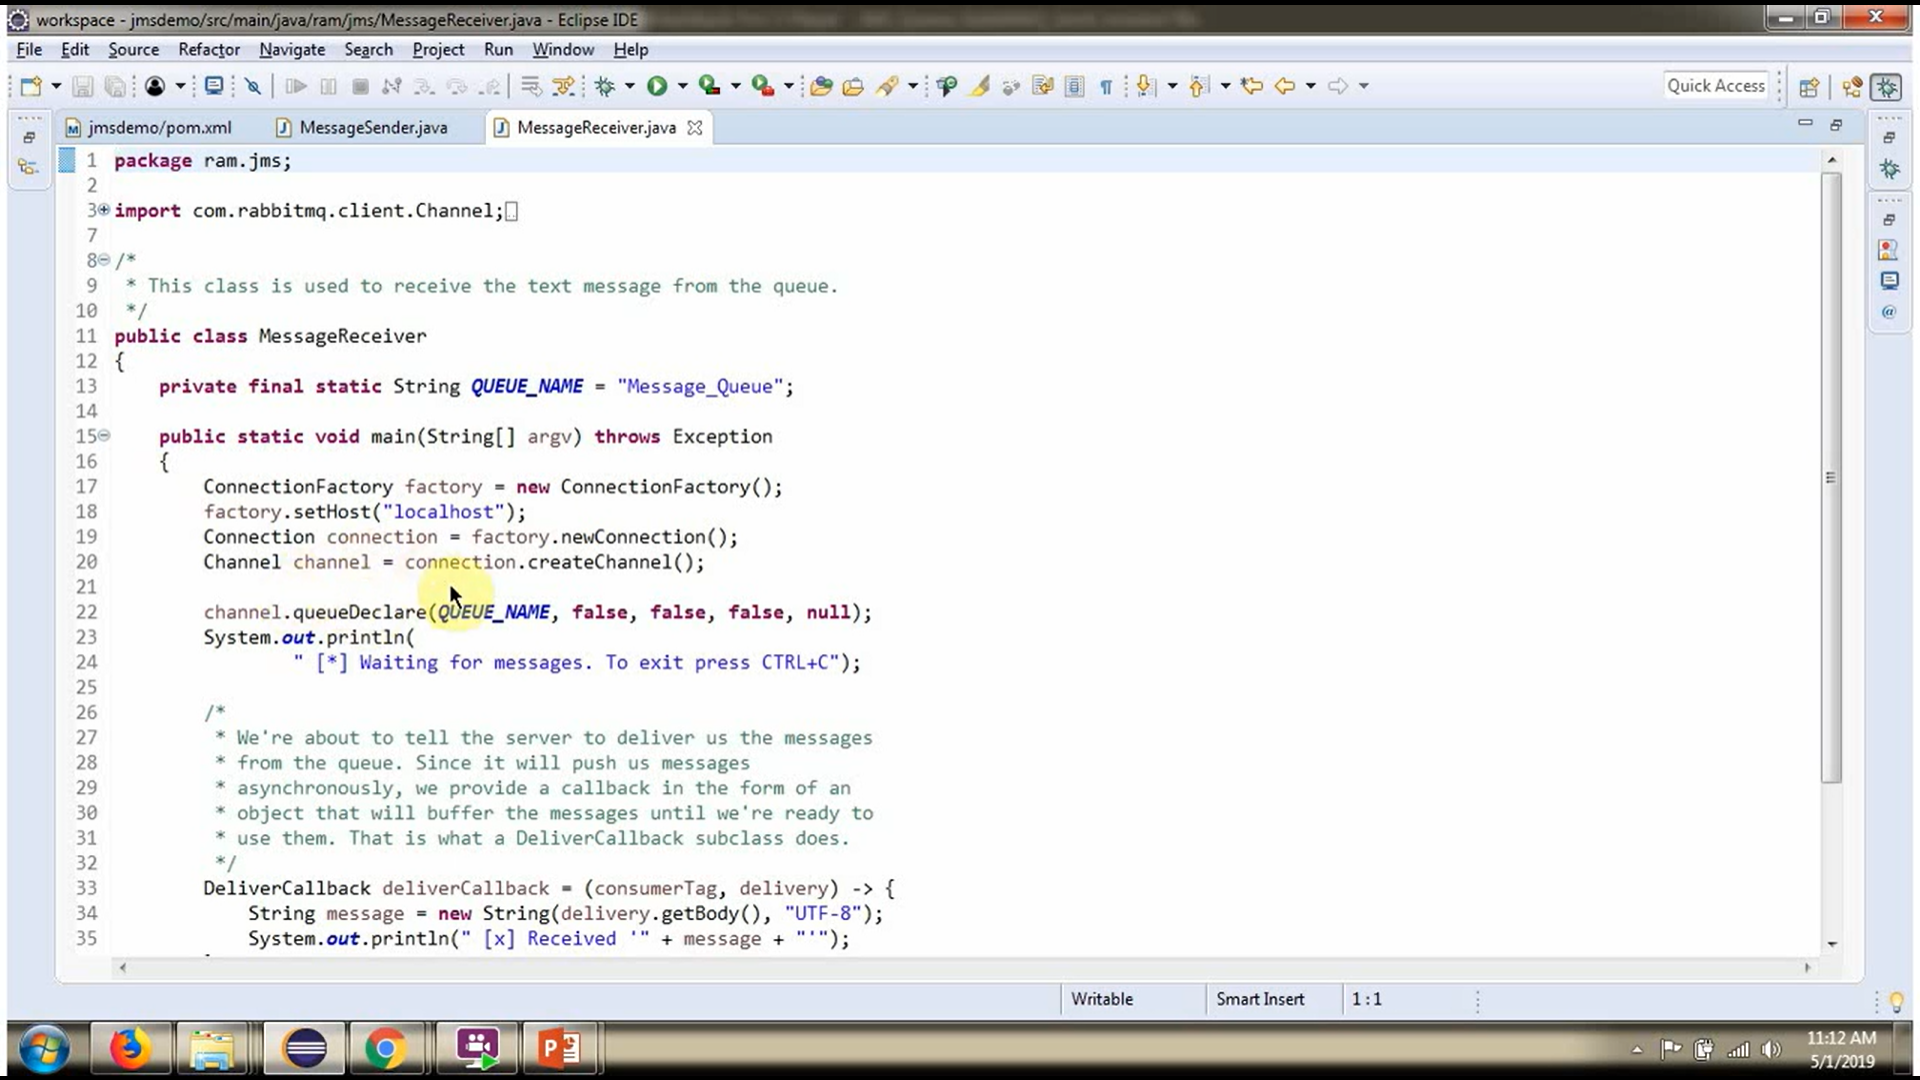 workspace - jmsdemo/src/main/java/ram/jms/MessageReceiver.java - Eclipse IDE
File Edit Source Refactor Navigate Search Project Run Window Help
Quick Access
jmsdemo/pom.xml MessageSender.java MessageReceiver.java
1 package ram.jms;
2
3 import com.rabbitmq.client.Channel;
7
8 /*
9 * This class is used to receive the text message from the queue.
10 */
11 public class MessageReceiver
12 {
13 private final static String QUEUE_NAME = "Message_Queue";
14
15 public static void main(String[] argv) throws Exception
16 {
17 ConnectionFactory factory = new ConnectionFactory();
18 factory.setHost("localhost");
19 Connection connection = factory.newConnection();
20 Channel channel = connection.createChannel();
21
22 channel.queueDeclare(QUEUE_NAME, false, false, false, null);
23 System.out.println(
24 " [*] Waiting for messages. To exit press CTRL+C");
25
26 /*
27 * We're about to tell the server to deliver us the messages
28 * from the queue. Since it will push us messages
29 * asynchronously, we provide a callback in the form of an
30 * object that will buffer the messages until we're ready to
31 * use them. That is what a DeliverCallback subclass does.
32 */
33 DeliverCallback deliverCallback = (consumerTag, delivery) -> {
34 String message = new String(delivery.getBody(), "UTF-8");
35 System.out.println(" [x] Received '" + message + "'");
Writable Smart Insert 1 : 1
11:12 AM
5/1/2019